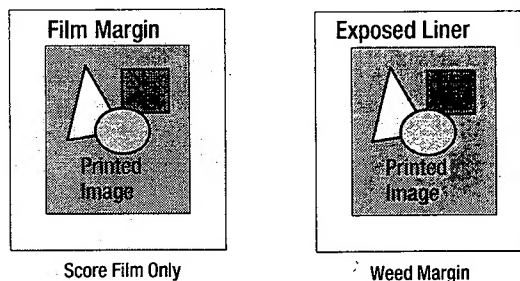 Film Margin
Printed
Image
Score Film Only
Exposed Liner
Printed
Image
Weed Margin